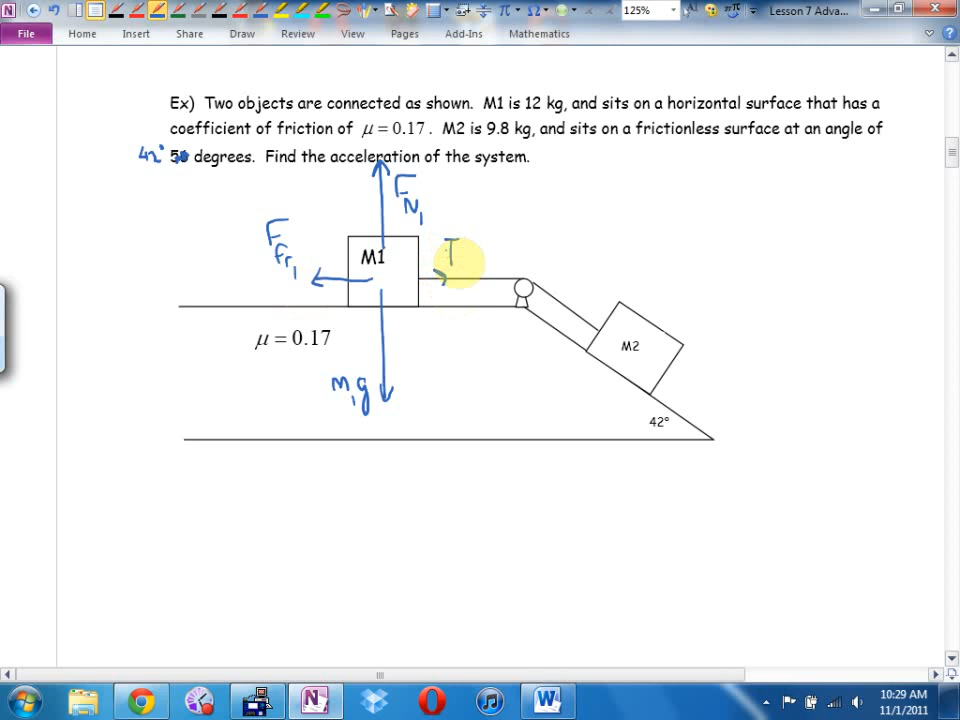 125%
Lesson 7 Adva...
File Home Insert Share Draw Review View Pages Add-Ins Mathematics
Ex) Two objects are connected as shown. M1 is 12 kg, and sits on a horizontal surface that has a
coefficient of friction of μ = 0.17. M2 is 9.8 kg, and sits on a frictionless surface at an angle of
42° degrees. Find the acceleration of the system.
F_N1
F_fr1
M1
T
M2
μ = 0.17
m1g
42°
10:29 AM
11/1/2011